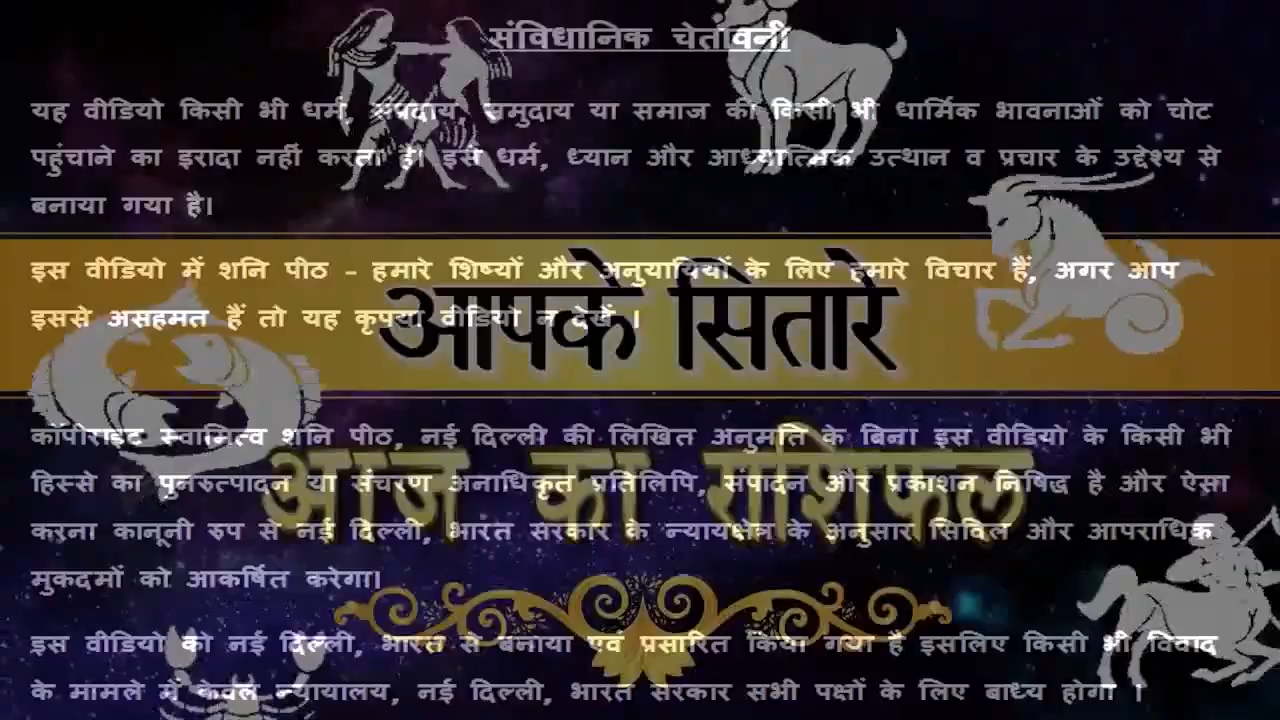 संविधानिक चेतावनी
यह वीडियो किसी भी धर्म, संप्रदाय, समुदाय या समाज की किसी भी धार्मिक भावनाओं को चोट
पहुंचाने का इरादा नहीं करता है। इसे धर्म, ध्यान और आध्यात्मिक उत्थान व प्रचार के उद्देश्य से
बनाया गया है।
इस वीडियो में शनि पीठ - हमारे शिष्यों और अनुयायियों के लिए हमारे विचार हैं, अगर आप
इससे असहमत हैं तो यह कृपया वीडियो न देखें ।
आपके सितारे
कॉपीराइट स्वामित्व शनि पीठ, नई दिल्ली की लिखित अनुमति के बिना इस वीडियो के किसी भी
आज का राशिफल
हिस्से का पुनरुत्पादन या संचरण अनाधिकृत प्रतिलिपि, संपादन और प्रकाशन निषिद्ध है और ऐसा
करना कानूनी रुप से नई दिल्ली, भारत सरकार के न्यायक्षेत्र के अनुसार सिविल और आपराधिक
मुकदमों को आकर्षित करेगा।
इस वीडियो को नई दिल्ली, भारत से बनाया एवं प्रसारित किया गया है इसलिए किसी भी विवाद
के मामले में केवल न्यायालय, नई दिल्ली, भारत सरकार सभी पक्षों के लिए बाध्य होगा ।